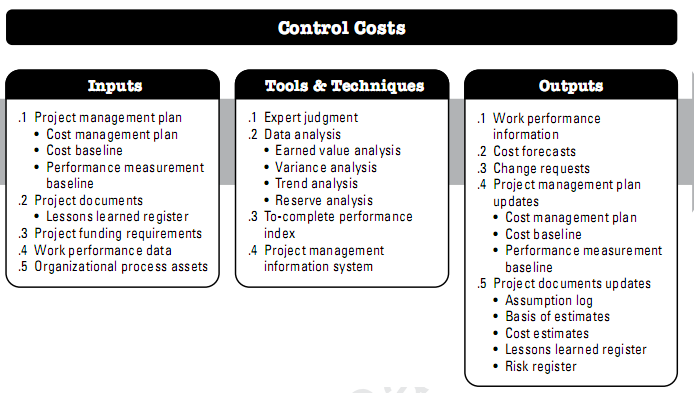 Control Costs
Inputs
.1 Project management plan
• Cost management plan
• Cost baseline
• Performance measurement
baseline
.2 Project documents
• Lessons learned register
.3 Project funding requirements
.4 Work performance data
.5 Organizational process assets
Tools & Techniques
.1 Expert judgment
.2 Data analysis
• Earned value analysis
• Variance analysis
• Trend analysis
• Reserve analysis
.3 To-complete performance
index
.4 Project management
information system
Outputs
.1 Work performance
information
.2 Cost forecasts
.3 Change requests
.4 Project management plan
updates
• Cost management plan
• Cost baseline
• Performance measurement
baseline
.5 Project documents updates
• Assumption log
• Basis of estimates
• Cost estimates
• Lessons learned register
• Risk register